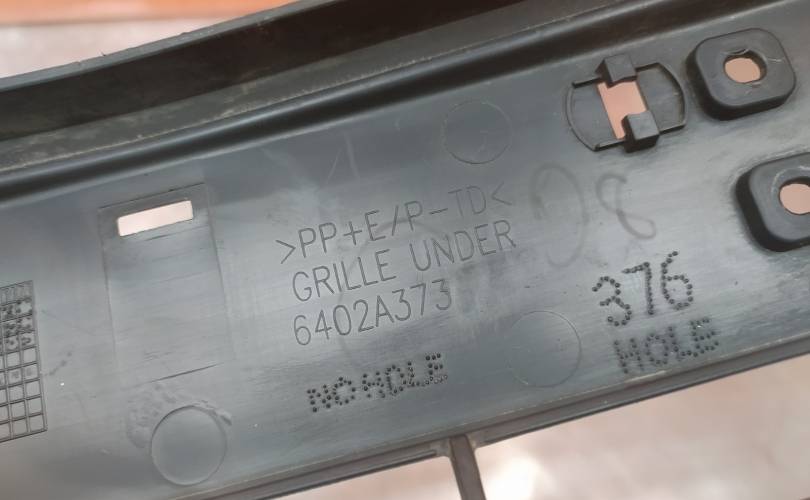 >PP+E/P-TD<
GRILLE UNDER
6402A373
NO HOLE
376
HOLE